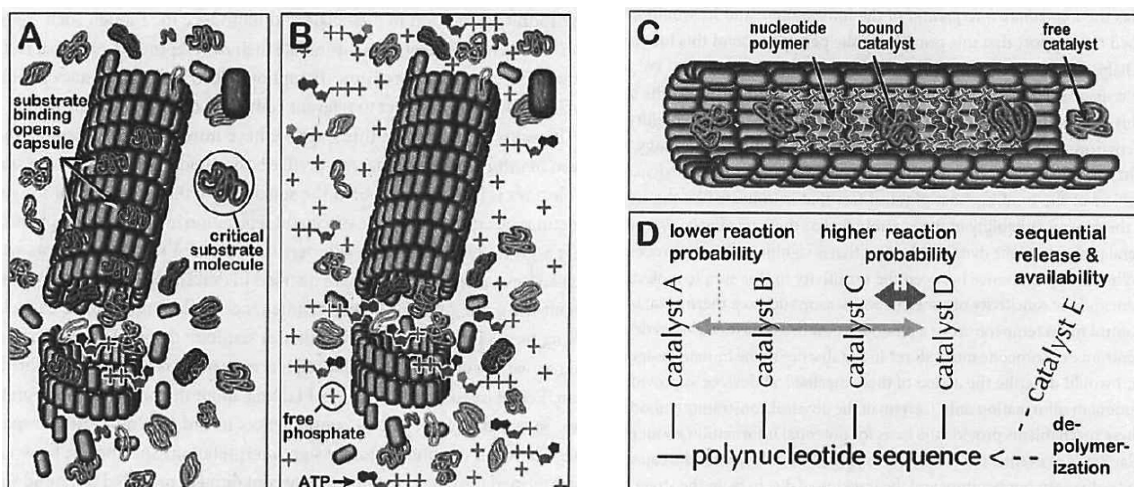 A
substrate
binding
opens
capsule
critical
substrate
molecule
B
free
phosphate
ATP
C
nucleotide
polymer
bound
catalyst
free
catalyst
D
lower reaction
probability
higher reaction
probability
sequential
release &
availability
Catalyst A
Catalyst B
Catalyst C
Catalyst D
Catalyst E
polynucleotide sequence
de-
polymer-
ization